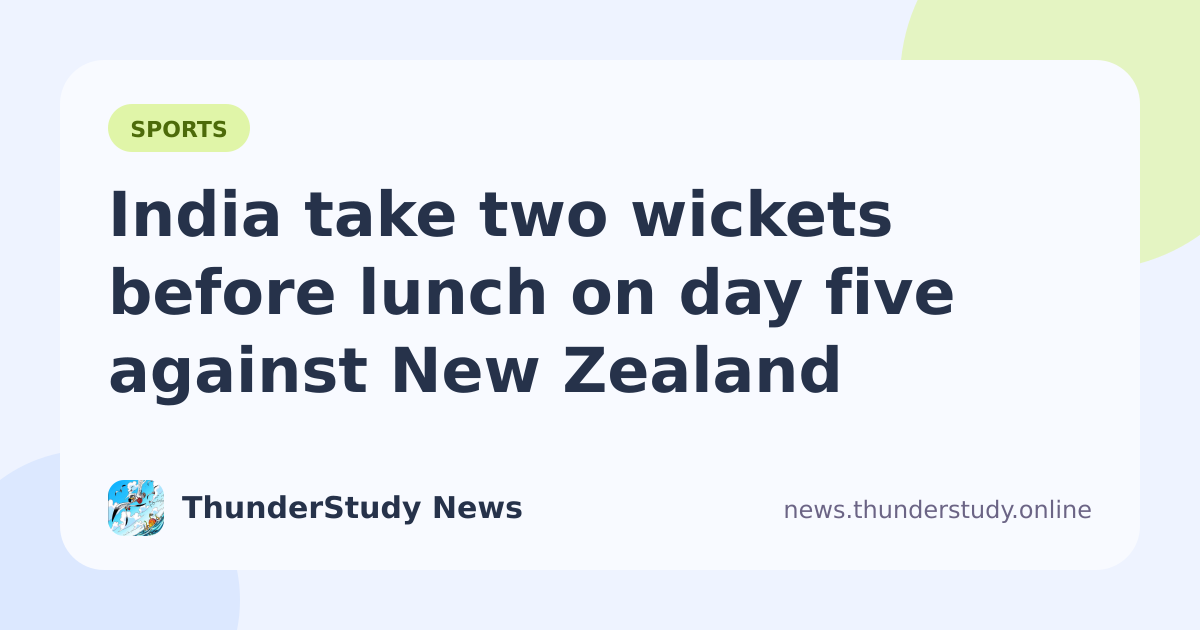 SPORTS
India take two wickets
before lunch on day five
against New Zealand
ThunderStudy News
news.thunderstudy.online